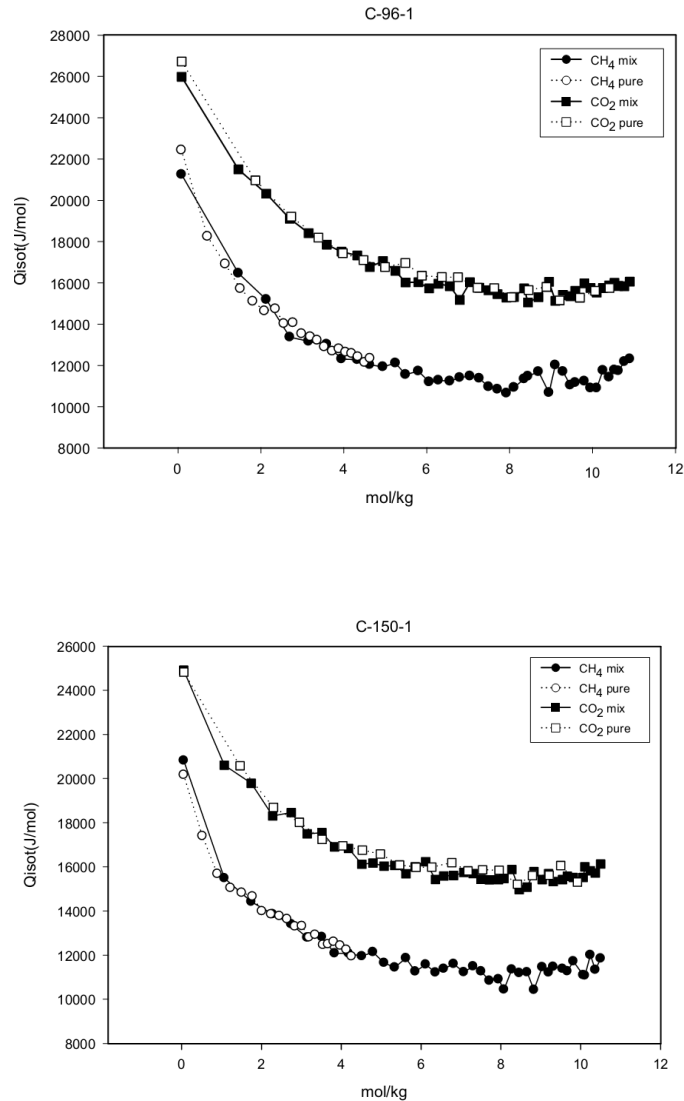 C-96-1
28000
26000
24000
22000
20000
18000
16000
14000
12000
10000
8000
Qisot(J/mol)
CH4 mix
CH4 pure
CO2 mix
CO2 pure
0 2 4 6 8 10 12
mol/kg
C-150-1
26000
24000
22000
20000
18000
16000
14000
12000
10000
8000
Qisot(J/mol)
CH4 mix
CH4 pure
CO2 mix
CO2 pure
0 2 4 6 8 10 12
mol/kg